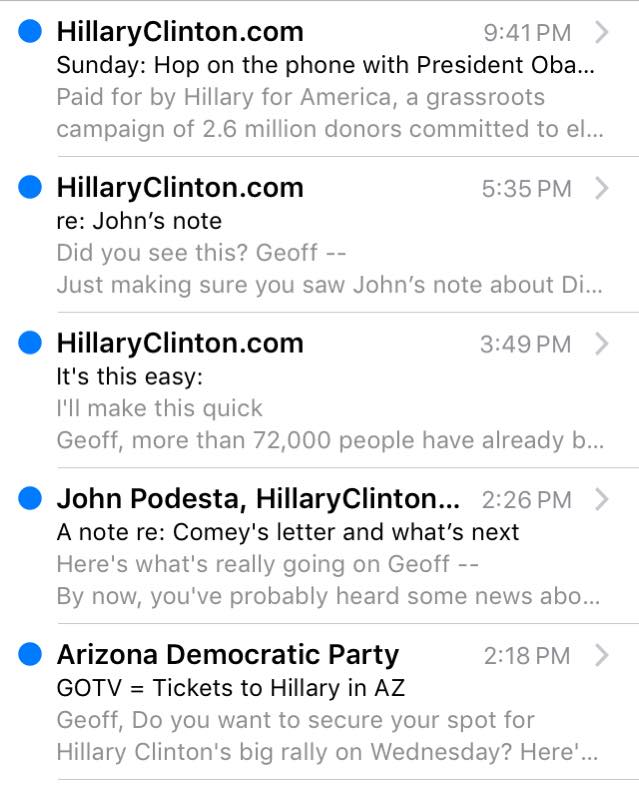 HillaryClinton.com 9:41 PM
Sunday: Hop on the phone with President Oba...
Paid for by Hillary for America, a grassroots
campaign of 2.6 million donors committed to el...
HillaryClinton.com 5:35 PM
re: John’s note
Did you see this? Geoff --
Just making sure you saw John’s note about Di...
HillaryClinton.com 3:49 PM
It's this easy:
I'll make this quick
Geoff, more than 72,000 people have already b...
John Podesta, HillaryClinton... 2:26 PM
A note re: Comey's letter and what’s next
Here's what's really going on Geoff --
By now, you've probably heard some news abo...
Arizona Democratic Party 2:18 PM
GOTV = Tickets to Hillary in AZ
Geoff, Do you want to secure your spot for
Hillary Clinton's big rally on Wednesday? Here'...